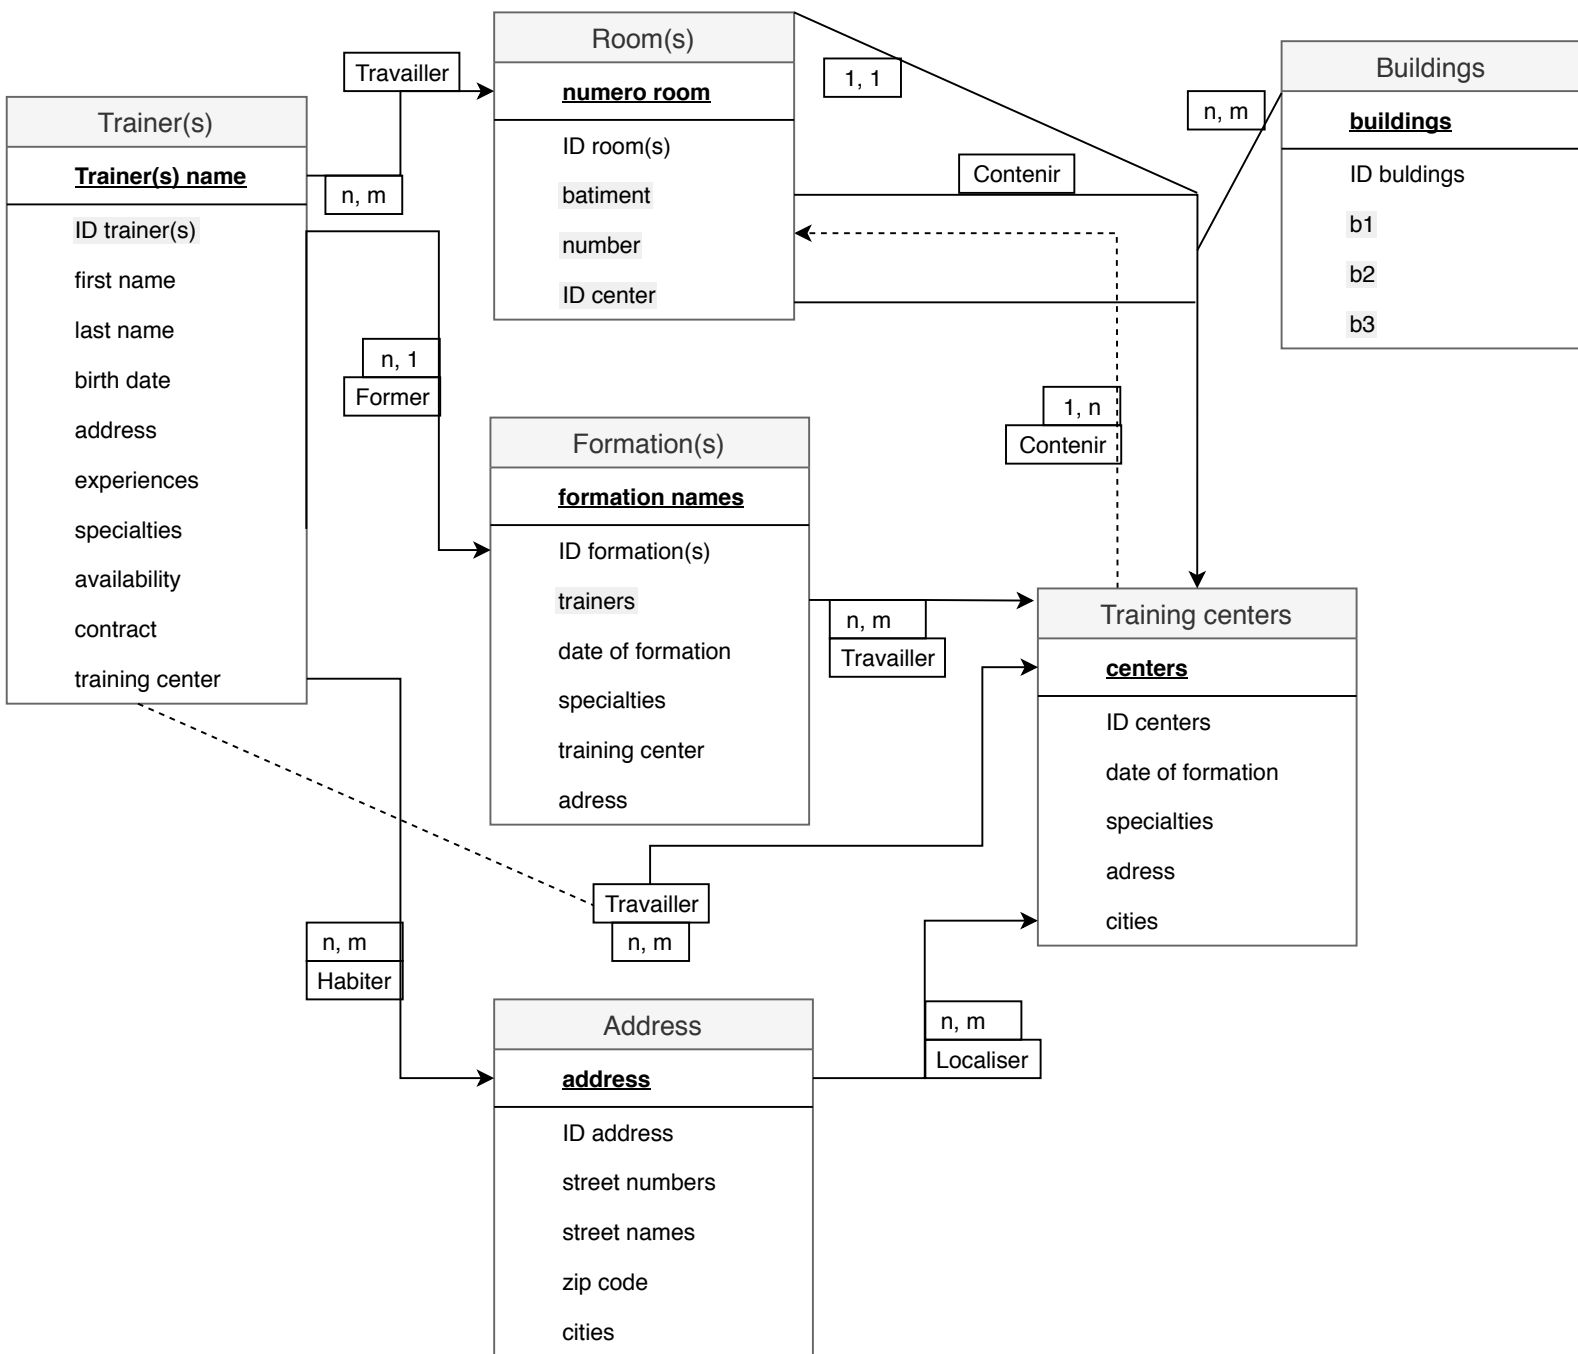 Trainer(s)
Trainer(s) name
ID trainer(s)
first name
last name
birth date
address
experiences
specialties
availability
contract
training center
Travailler
n, m
n, 1
Former
n, m
Habiter
Room(s)
numero room
ID room(s)
batiment
number
ID center
1, 1
Contenir
n, m
Buildings
buildings
ID buldings
b1
b2
b3
1, n
Contenir
Formation(s)
formation names
ID formation(s)
trainers
date of formation
specialties
training center
adress
n, m
Travailler
Training centers
centers
ID centers
date of formation
specialties
adress
cities
Travailler
n, m
Address
address
ID address
street numbers
street names
zip code
cities
n, m
Localiser